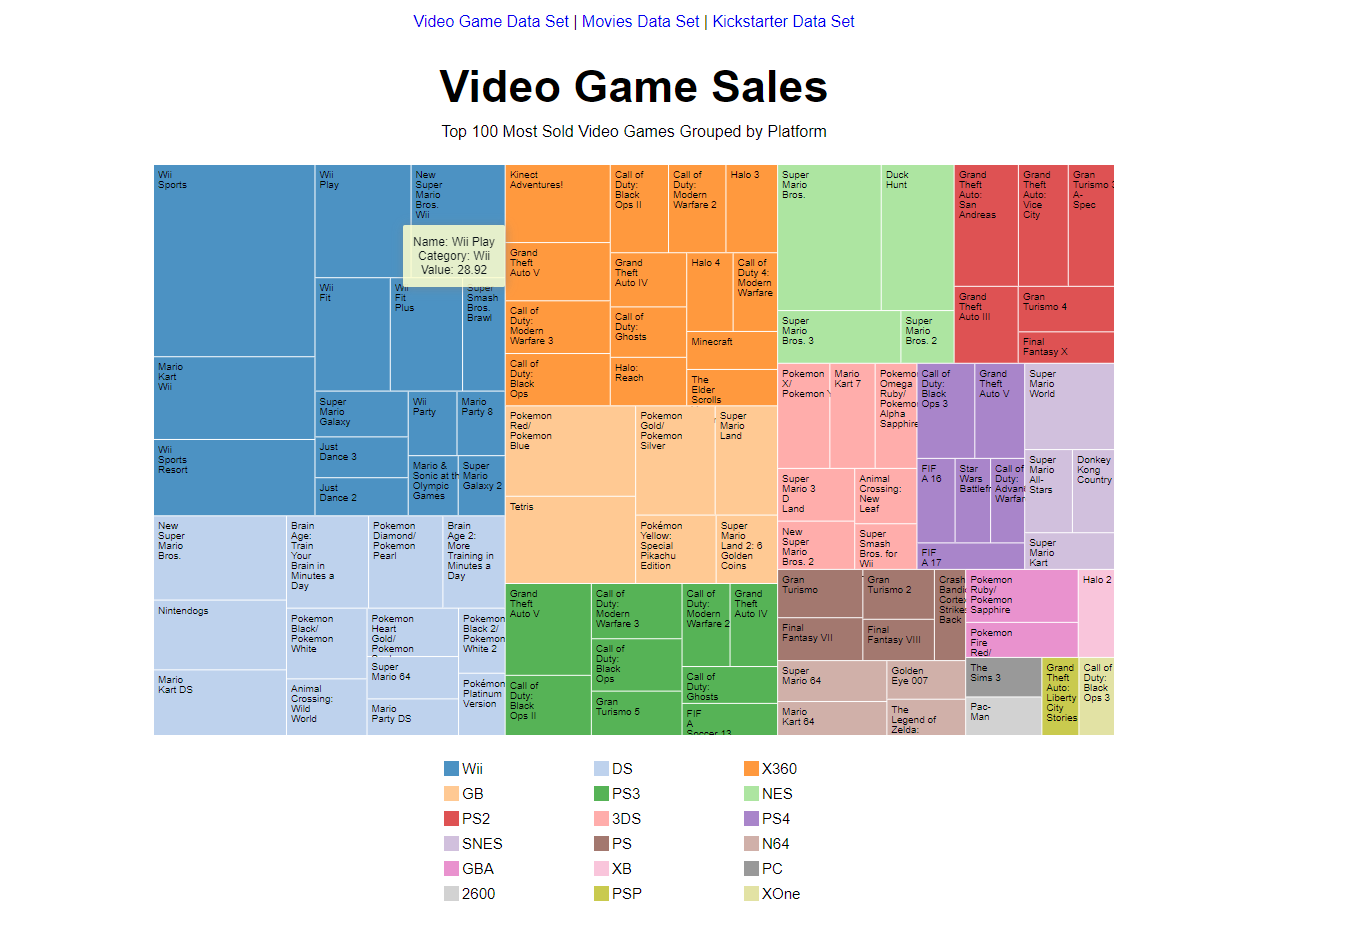 Video Game Data Set | Movies Data Set | Kickstarter Data Set
Video Game Sales
Top 100 Most Sold Video Games Grouped by Platform
Wii
Sports
Mario
Kart
Wii
Wii
Sports
Resort
Wii
Play
New
Super
Mario
Bros.
Wii
Name: Wii Play
Category: Wii
Value: 28.92
Wii
Fit
Wii
Fit
Plus
Super
Smash
Bros.
Brawl
Super
Mario
Galaxy
Just
Dance 3
Just
Dance 2
Wii
Party
Mario
Party 8
Mario &
Sonic at th
Olympic
Games
Super
Mario
Galaxy 2
New
Super
Mario
Bros.
Nintendogs
Mario
Kart DS
Brain
Age:
Train
Your
Brain in
Minutes a
Day
Pokemon
Diamond/
Pokemon
Pearl
Brain
Age 2:
More
Training in
Minutes a
Day
Pokemon
Black/
Pokemon
White
Animal
Crossing:
Wild
World
Pokemon
Heart
Gold/
Pokemon
Super
Mario 64
Mario
Party DS
Pokemon
Black 2/
Pokemon
White 2
Pokémon
Platinum
Version
Kinect
Adventures!
Grand
Theft
Auto V
Call of
Duty:
Modern
Warfare 3
Call of
Duty:
Black
Ops
Call of
Duty:
Black
Ops II
Call of
Duty:
Modern
Warfare 2
Halo 3
Grand
Theft
Auto IV
Call of
Duty:
Ghosts
Halo:
Reach
Halo 4
Call of
Duty 4:
Modern
Warfare
Minecraft
The
Elder
Scrolls
Pokemon
Red/
Pokemon
Blue
Tetris
Pokemon
Gold/
Pokemon
Silver
Super
Mario
Land
Pokémon
Yellow:
Special
Pikachu
Edition
Super
Mario
Land 2: 6
Golden
Coins
Grand
Theft
Auto V
Call of
Duty:
Black
Ops II
Call of
Duty:
Modern
Warfare 3
Call of
Duty:
Black
Ops
Gran
Turismo 5
Call of
Duty:
Modern
Warfare 2
Grand
Theft
Auto IV
Call of
Duty:
Ghosts
FIF
A
Soccer 13
Super
Mario
Bros.
Duck
Hunt
Super
Mario
Bros. 3
Super
Mario
Bros. 2
Grand
Theft
Auto:
San
Andreas
Grand
Theft
Auto:
Vice
City
Gran
Turismo 3
A-
Spec
Grand
Theft
Auto III
Gran
Turismo 4
Final
Fantasy X
Pokemon
X/
Pokemon Y
Mario
Kart 7
Pokemo
Omega
Ruby/
Pokemo
Alpha
Sapphire
Super
Mario 3
D
Land
New
Super
Mario
Bros. 2
Animal
Crossing:
New
Leaf
Super
Smash
Bros. for
Wii
Call of
Duty:
Black
Ops 3
Grand
Theft
Auto V
FIF
A 16
Star
Wars
Battlefr
Call of
Duty:
Advan
Warfar
FIF
A 17
Super
Mario
World
Super
Mario
All-
Stars
Donkey
Kong
Country
Super
Mario
Kart
Gran
Turismo
Final
Fantasy VII
Gran
Turismo 2
Final
Fantasy VIII
Crash
Bandi
Corte
Strike
Back
Super
Mario 64
Mario
Kart 64
Golden
Eye 007
The
Legend of
Zelda:
Pokemon
Ruby/
Pokemon
Sapphire
Pokemon
Fire
Red/
Halo 2
The
Sims 3
Pac-
Man
Grand
Theft
Auto:
Liberty
City
Stories
Call of
Duty:
Black
Ops 3
Wii
DS
X360
GB
PS3
NES
PS2
3DS
PS4
SNES
PS
N64
GBA
XB
PC
2600
PSP
XOne